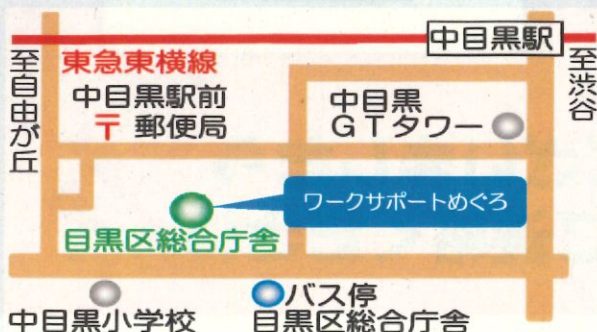 中目黒駅
至自由が丘
東急東横線
至渋谷
中目黒駅前
〒 郵便局
中目黒
GTタワー
ワークサポートめぐろ
目黒区総合庁舎
中目黒小学校
バス停
目黒区総合庁舎